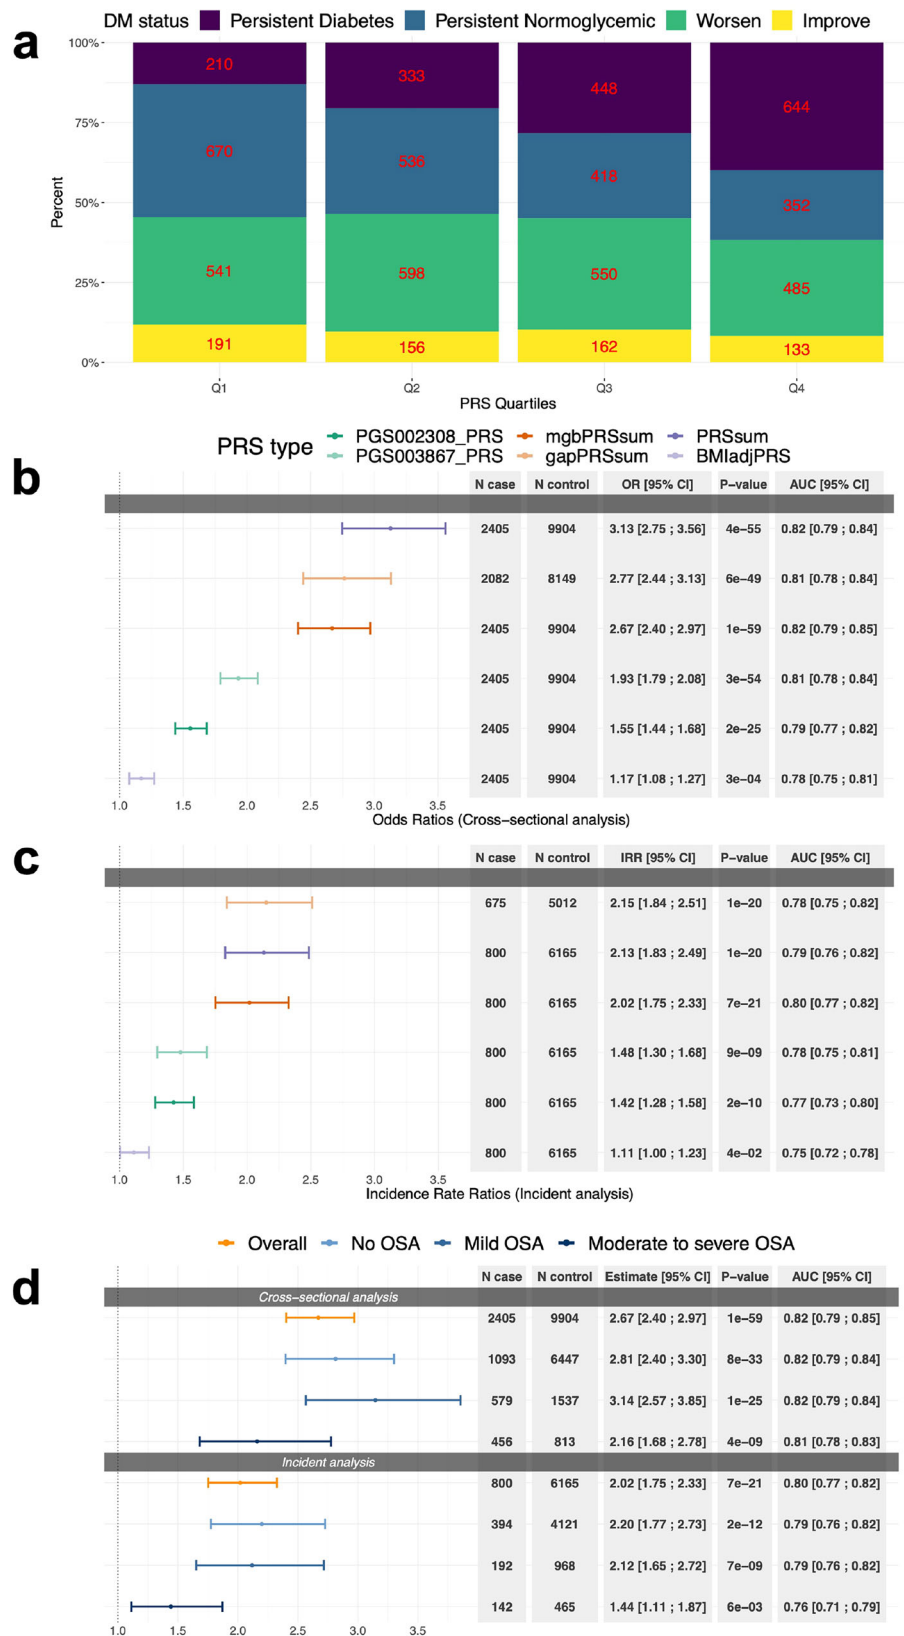 a
DM status Persistent Diabetes Persistent Normoglycemic Worsen Improve
100%
75%
50%
25%
0%
Percent
210 333 448 644
670 536 418 352
541 598 550 485
191 156 162 133
Q1 Q2 Q3 Q4
PRS Quartiles
b
PRS type
PGS002308_PRS mgbPRSsum PRSsum
PGS003867_PRS gapPRSsum BMIadjPRS
N case N control OR [95% CI] P−value AUC [95% CI]
2405 9904 3.13 [2.75 ; 3.56] 4e−55 0.82 [0.79 ; 0.84]
2082 8149 2.77 [2.44 ; 3.13] 6e−49 0.81 [0.78 ; 0.84]
2405 9904 2.67 [2.40 ; 2.97] 1e−59 0.82 [0.79 ; 0.85]
2405 9904 1.93 [1.79 ; 2.08] 3e−54 0.81 [0.78 ; 0.84]
2405 9904 1.55 [1.44 ; 1.68] 2e−25 0.79 [0.77 ; 0.82]
2405 9904 1.17 [1.08 ; 1.27] 3e−04 0.78 [0.75 ; 0.81]
1.0 1.5 2.0 2.5 3.0 3.5
Odds Ratios (Cross−sectional analysis)
c
N case N control IRR [95% CI] P−value AUC [95% CI]
675 5012 2.15 [1.84 ; 2.51] 1e−20 0.78 [0.75 ; 0.82]
800 6165 2.13 [1.83 ; 2.49] 1e−20 0.79 [0.76 ; 0.82]
800 6165 2.02 [1.75 ; 2.33] 7e−21 0.80 [0.77 ; 0.82]
800 6165 1.48 [1.30 ; 1.68] 9e−09 0.78 [0.75 ; 0.81]
800 6165 1.42 [1.28 ; 1.58] 2e−10 0.77 [0.73 ; 0.80]
800 6165 1.11 [1.00 ; 1.23] 4e−02 0.75 [0.72 ; 0.78]
1.0 1.5 2.0 2.5 3.0 3.5
Incidence Rate Ratios (Incident analysis)
Overall No OSA Mild OSA Moderate to severe OSA
d
N case N control Estimate [95% CI] P−value AUC [95% CI]
Cross−sectional analysis
2405 9904 2.67 [2.40 ; 2.97] 1e−59 0.82 [0.79 ; 0.85]
1093 6447 2.81 [2.40 ; 3.30] 8e−33 0.82 [0.79 ; 0.84]
579 1537 3.14 [2.57 ; 3.85] 1e−25 0.82 [0.79 ; 0.84]
456 813 2.16 [1.68 ; 2.78] 4e−09 0.81 [0.78 ; 0.83]
Incident analysis
800 6165 2.02 [1.75 ; 2.33] 7e−21 0.80 [0.77 ; 0.82]
394 4121 2.20 [1.77 ; 2.73] 2e−12 0.79 [0.76 ; 0.82]
192 968 2.12 [1.65 ; 2.72] 7e−09 0.79 [0.76 ; 0.82]
142 465 1.44 [1.11 ; 1.87] 6e−03 0.76 [0.71 ; 0.79]
1.0 1.5 2.0 2.5 3.0 3.5